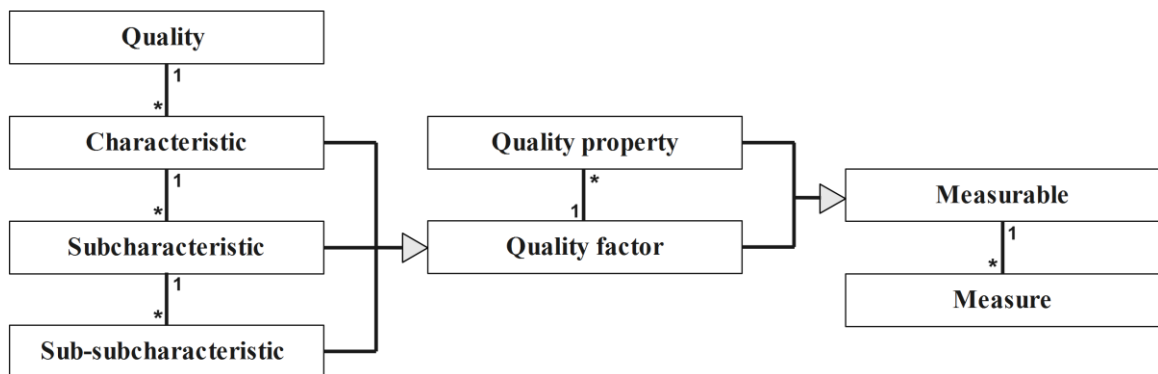 Quality
1
*
Characteristic
1
*
Subcharacteristic
1
*
Sub-subcharacteristic
Quality property
*
1
Quality factor
Measurable
1
*
Measure